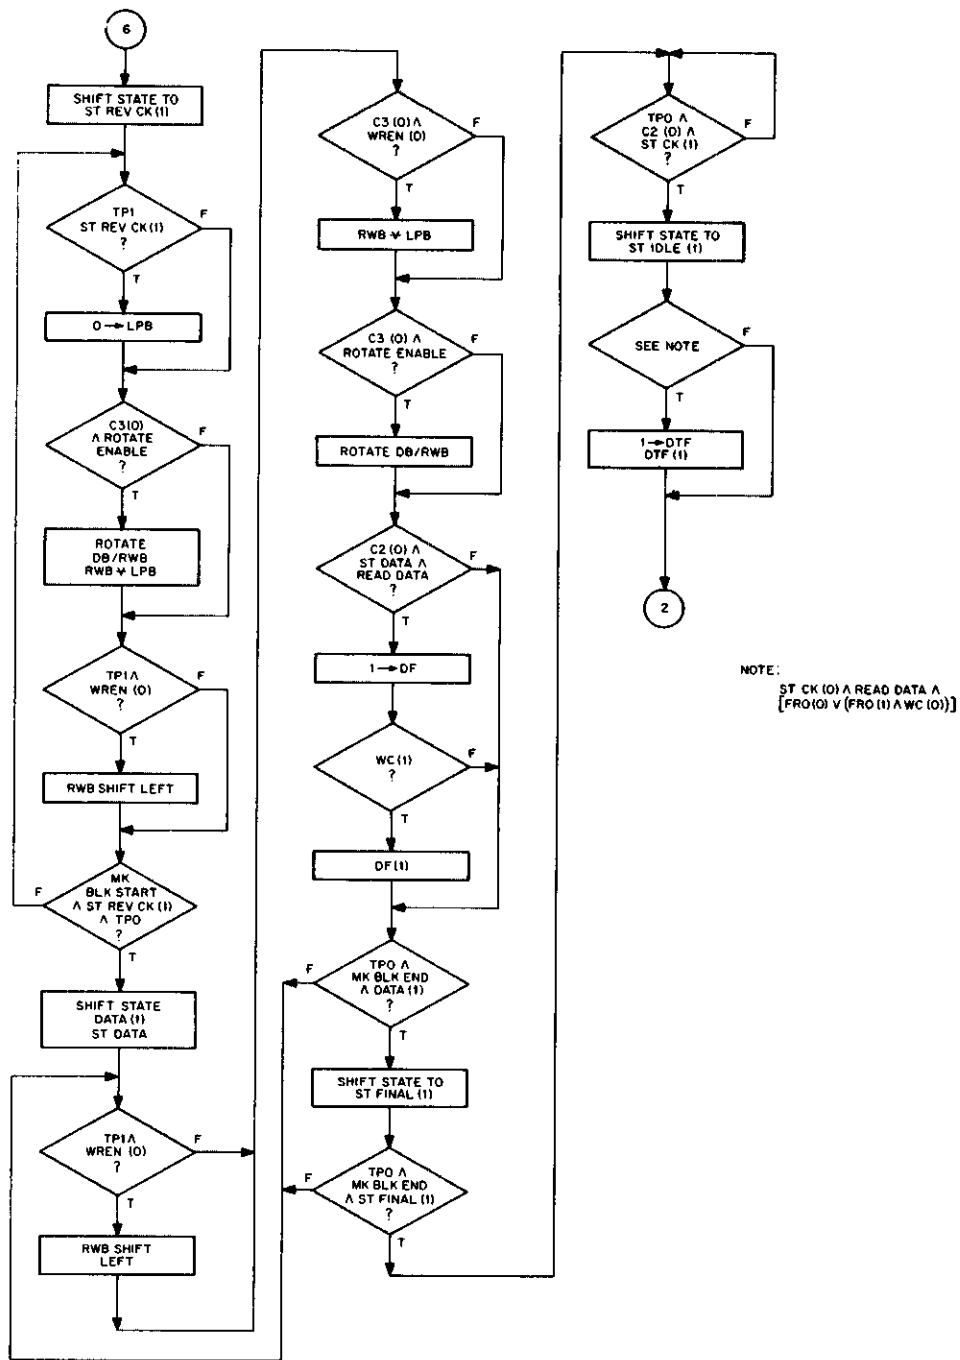 6
SHIFT STATE TO
ST REV CK(1)
TP1
ST REV CK(1)
?
F
T
0→LPB
C3(0)
Λ ROTATE
ENABLE
?
F
T
ROTATE
DB/RWB
RWB ⩝ LPB
TP1Λ
WREN (0)
?
F
T
RWB SHIFT LEFT
MK
BLK START
Λ ST REV CK(1)
Λ TP0
?
F
T
SHIFT STATE
DATA(1)
ST DATA
TP1Λ
WREN (0)
?
F
T
RWB SHIFT
LEFT
C3(0)Λ
WREN (0)
?
F
T
RWB ⩝ LPB
C3 (0) Λ
ROTATE ENABLE
?
F
T
ROTATE DB/RWB
C2(0) Λ
ST DATA Λ
READ DATA
?
F
T
1→DF
WC(1)
?
F
T
DF(1)
TP0 Λ
MK BLK END
Λ DATA(1)
?
F
T
SHIFT STATE TO
ST FINAL (1)
TP0 Λ
MK BLK END
Λ ST FINAL(1)
?
F
T
TP0 Λ
C2 (0) Λ
ST CK(1)
?
F
T
SHIFT STATE TO
ST IDLE (1)
SEE NOTE
F
T
1→DTF
DTF(1)
2
NOTE:
ST CK(0) Λ READ DATA Λ
[FR0(0) V (FR0(1) Λ WC(0))]